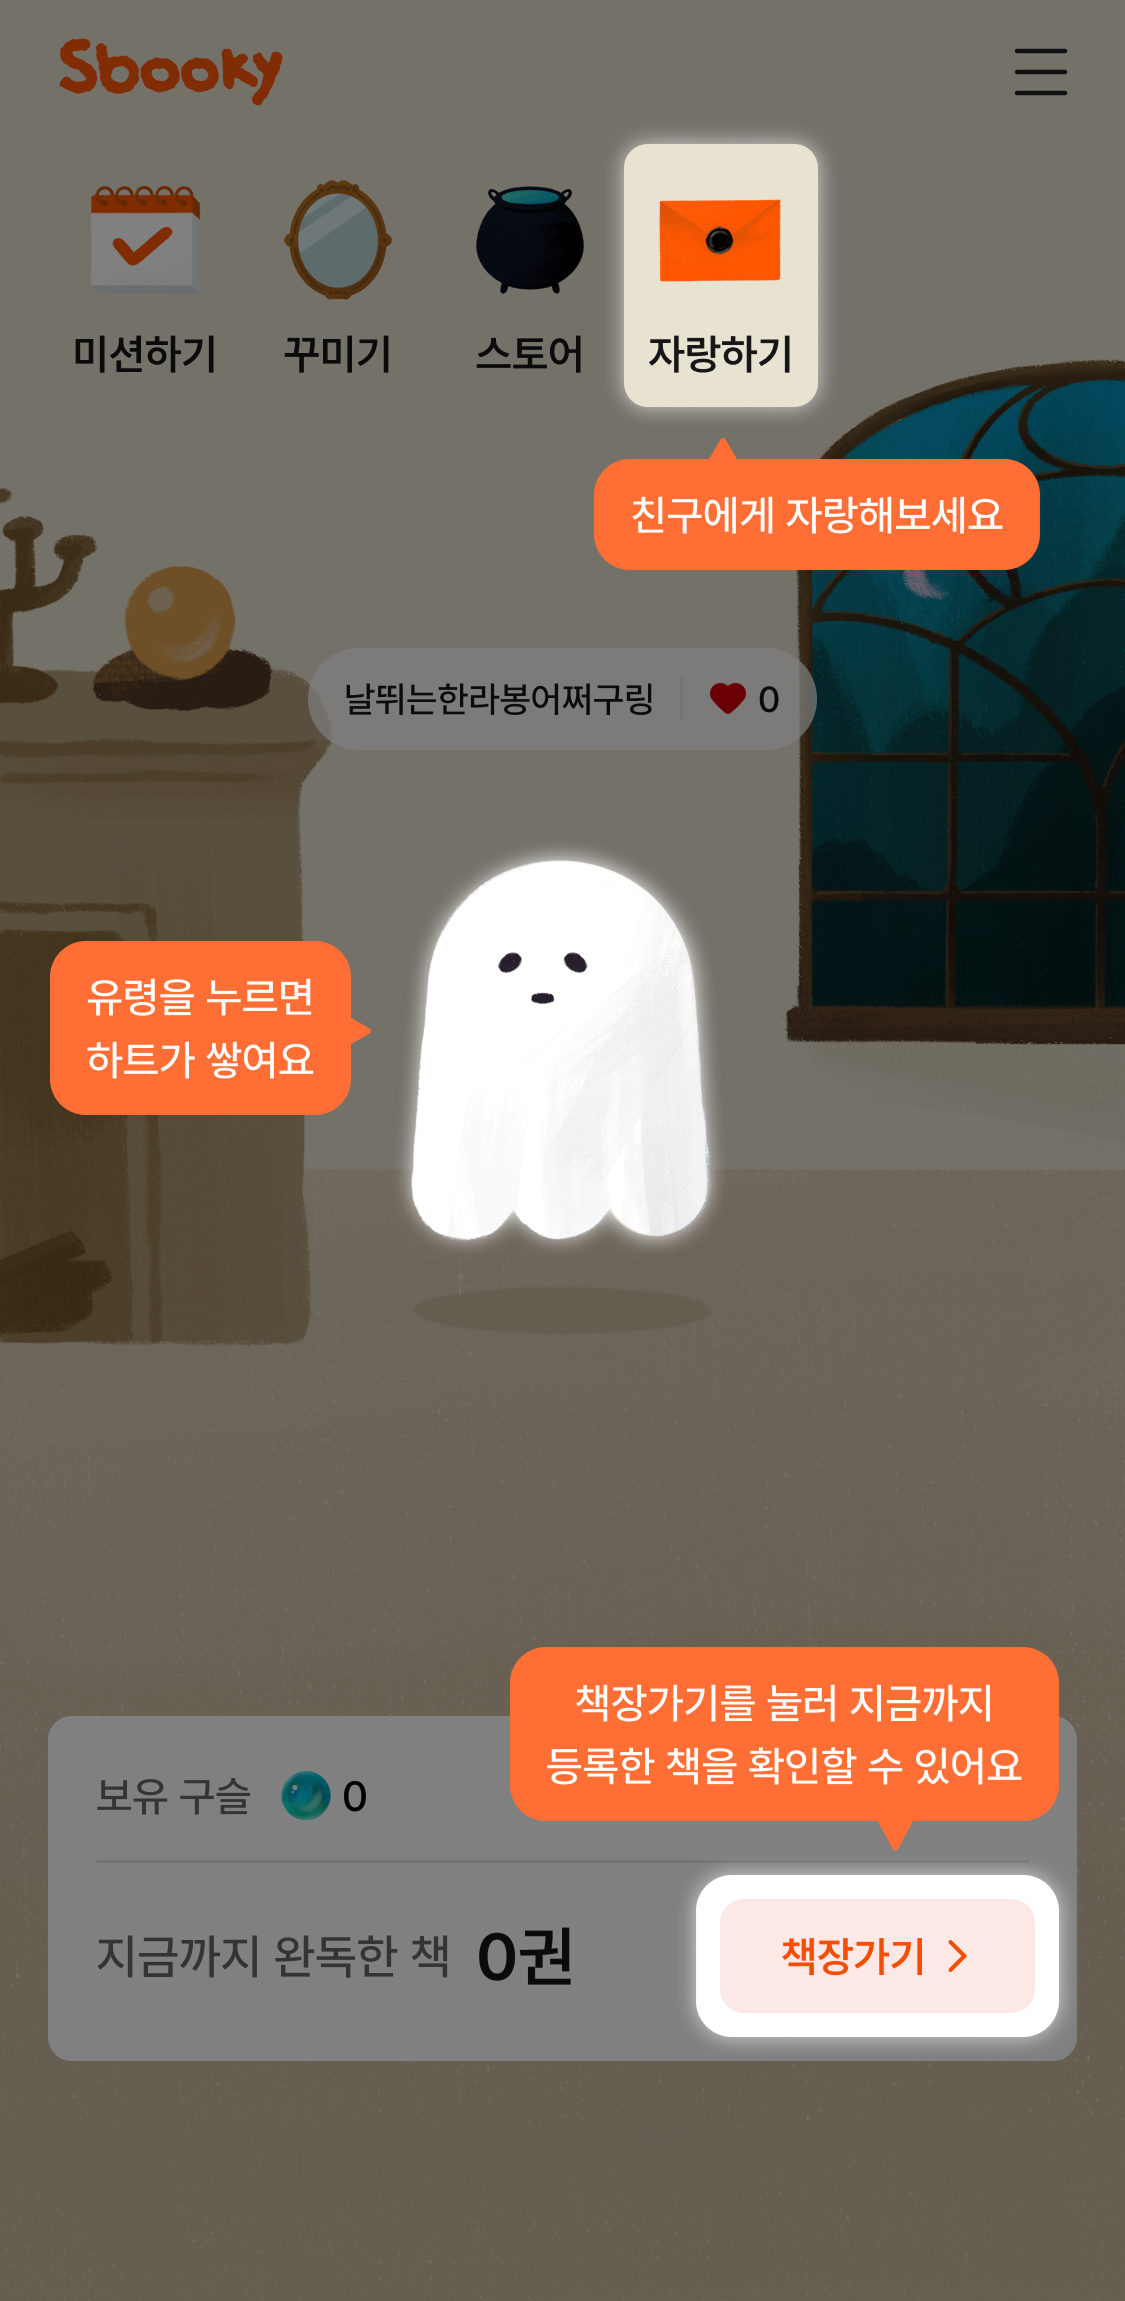 Sbooky
미션하기
꾸미기
스토어
자랑하기
친구에게 자랑해보세요
날뛰는한라봉어쩌구링
0
유령을 누르면
하트가 쌓여요
책장가기를 눌러 지금까지
등록한 책을 확인할 수 있어요
보유 구슬 0
지금까지 완독한 책 0권
책장가기